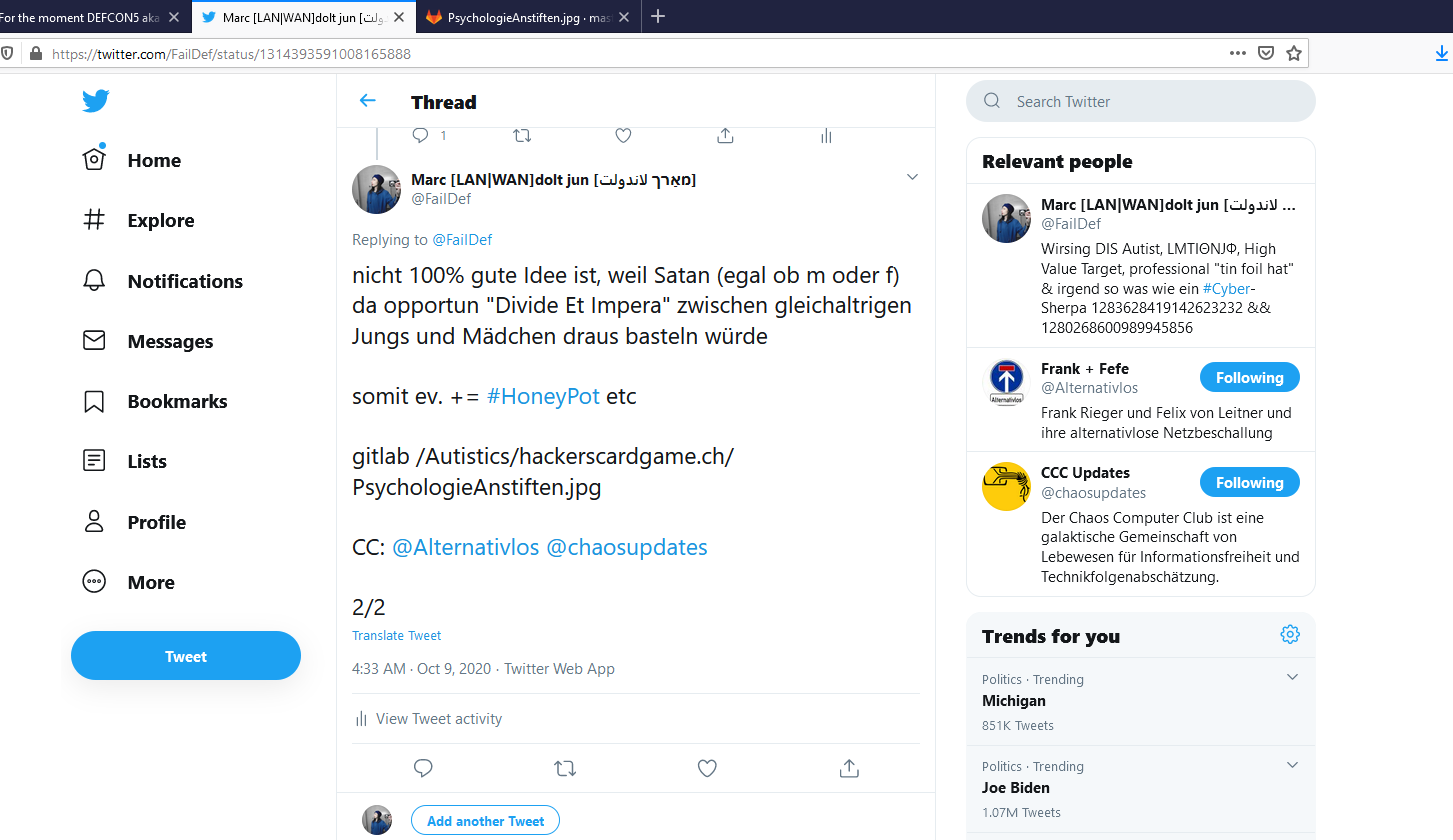 For the moment DEFCON5 aka
Marc [LAN|WAN]dolt jun [לאַנדולט
PsychologieAnstiften.jpg · mas
https://twitter.com/FailDef/status/1314393591008165888
Home
Explore
Notifications
Messages
Bookmarks
Lists
Profile
More
Tweet
Thread
1
Marc [LAN|WAN]dolt jun [מאַרך לאנדולט]
@FailDef
Replying to @FailDef
nicht 100% gute Idee ist, weil Satan (egal ob m oder f)
da opportun "Divide Et Impera" zwischen gleichaltrigen
Jungs und Mädchen draus basteln würde
somit ev. += #HoneyPot etc
gitlab /Autistics/hackerscardgame.ch/
PsychologieAnstiften.jpg
CC: @Alternativlos @chaosupdates
2/2
Translate Tweet
4:33 AM · Oct 9, 2020 · Twitter Web App
View Tweet activity
Add another Tweet
Search Twitter
Relevant people
Marc [LAN|WAN]dolt jun [לאנדולט ...
@FailDef
Wirsing DIS Autist, LMTIΘNJΦ, High
Value Target, professional "tin foil hat"
& irgend so was wie ein #Cyber-
Sherpa 1283628419142623232 &&
1280268600989945856
Frank + Fefe
@Alternativlos
Following
Frank Rieger und Felix von Leitner und
ihre alternativlose Netzbeschallung
Alternativlos
CCC Updates
@chaosupdates
Following
Der Chaos Computer Club ist eine
galaktische Gemeinschaft von
Lebewesen für Informationsfreiheit und
Technikfolgenabschätzung.
Trends for you
Politics · Trending
Michigan
851K Tweets
Politics · Trending
Joe Biden
1.07M Tweets